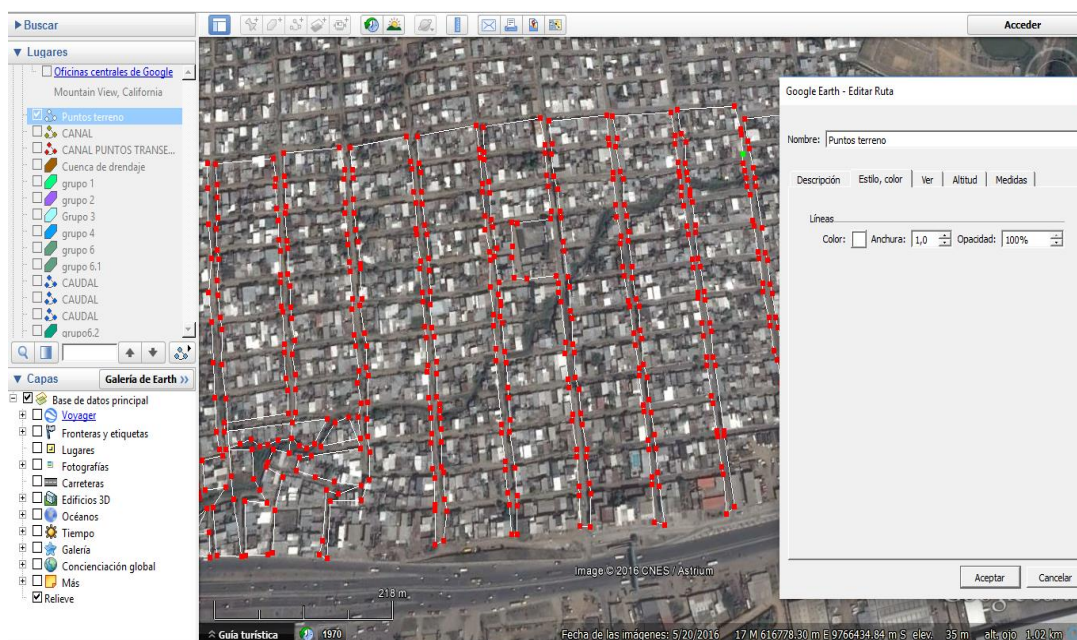 Buscar
Acceder
Lugares
Oficinas centrales de Google
Mountain View, California
Puntos terreno
CANAL
CANAL PUNTOS TRANSE...
Cuenca de drendaje
grupo 1
grupo 2
Grupo 3
grupo 4
grupo 6
grupo 6.1
CAUDAL
CAUDAL
CAUDAL
grupo6.2
Capas
Galería de Earth >>
Base de datos principal
Voyager
Fronteras y etiquetas
Lugares
Fotografías
Carreteras
Edificios 3D
Océanos
Tiempo
Galería
Concienciación global
Más
Relieve
Google Earth - Editar Ruta
Nombre: Puntos terreno
Descripción Estilo, color Ver Altitud Medidas
Líneas
Color: Anchura: 1,0 Opacidad: 100%
Aceptar Cancelar
Image © 2016 CNES / Astrium
218 m
Guía turística 1970
Fecha de las imágenes: 5/20/2016 17 M 616778.30 m E 9766434.84 m S elev. 35 m alt. ojo 1.02 km